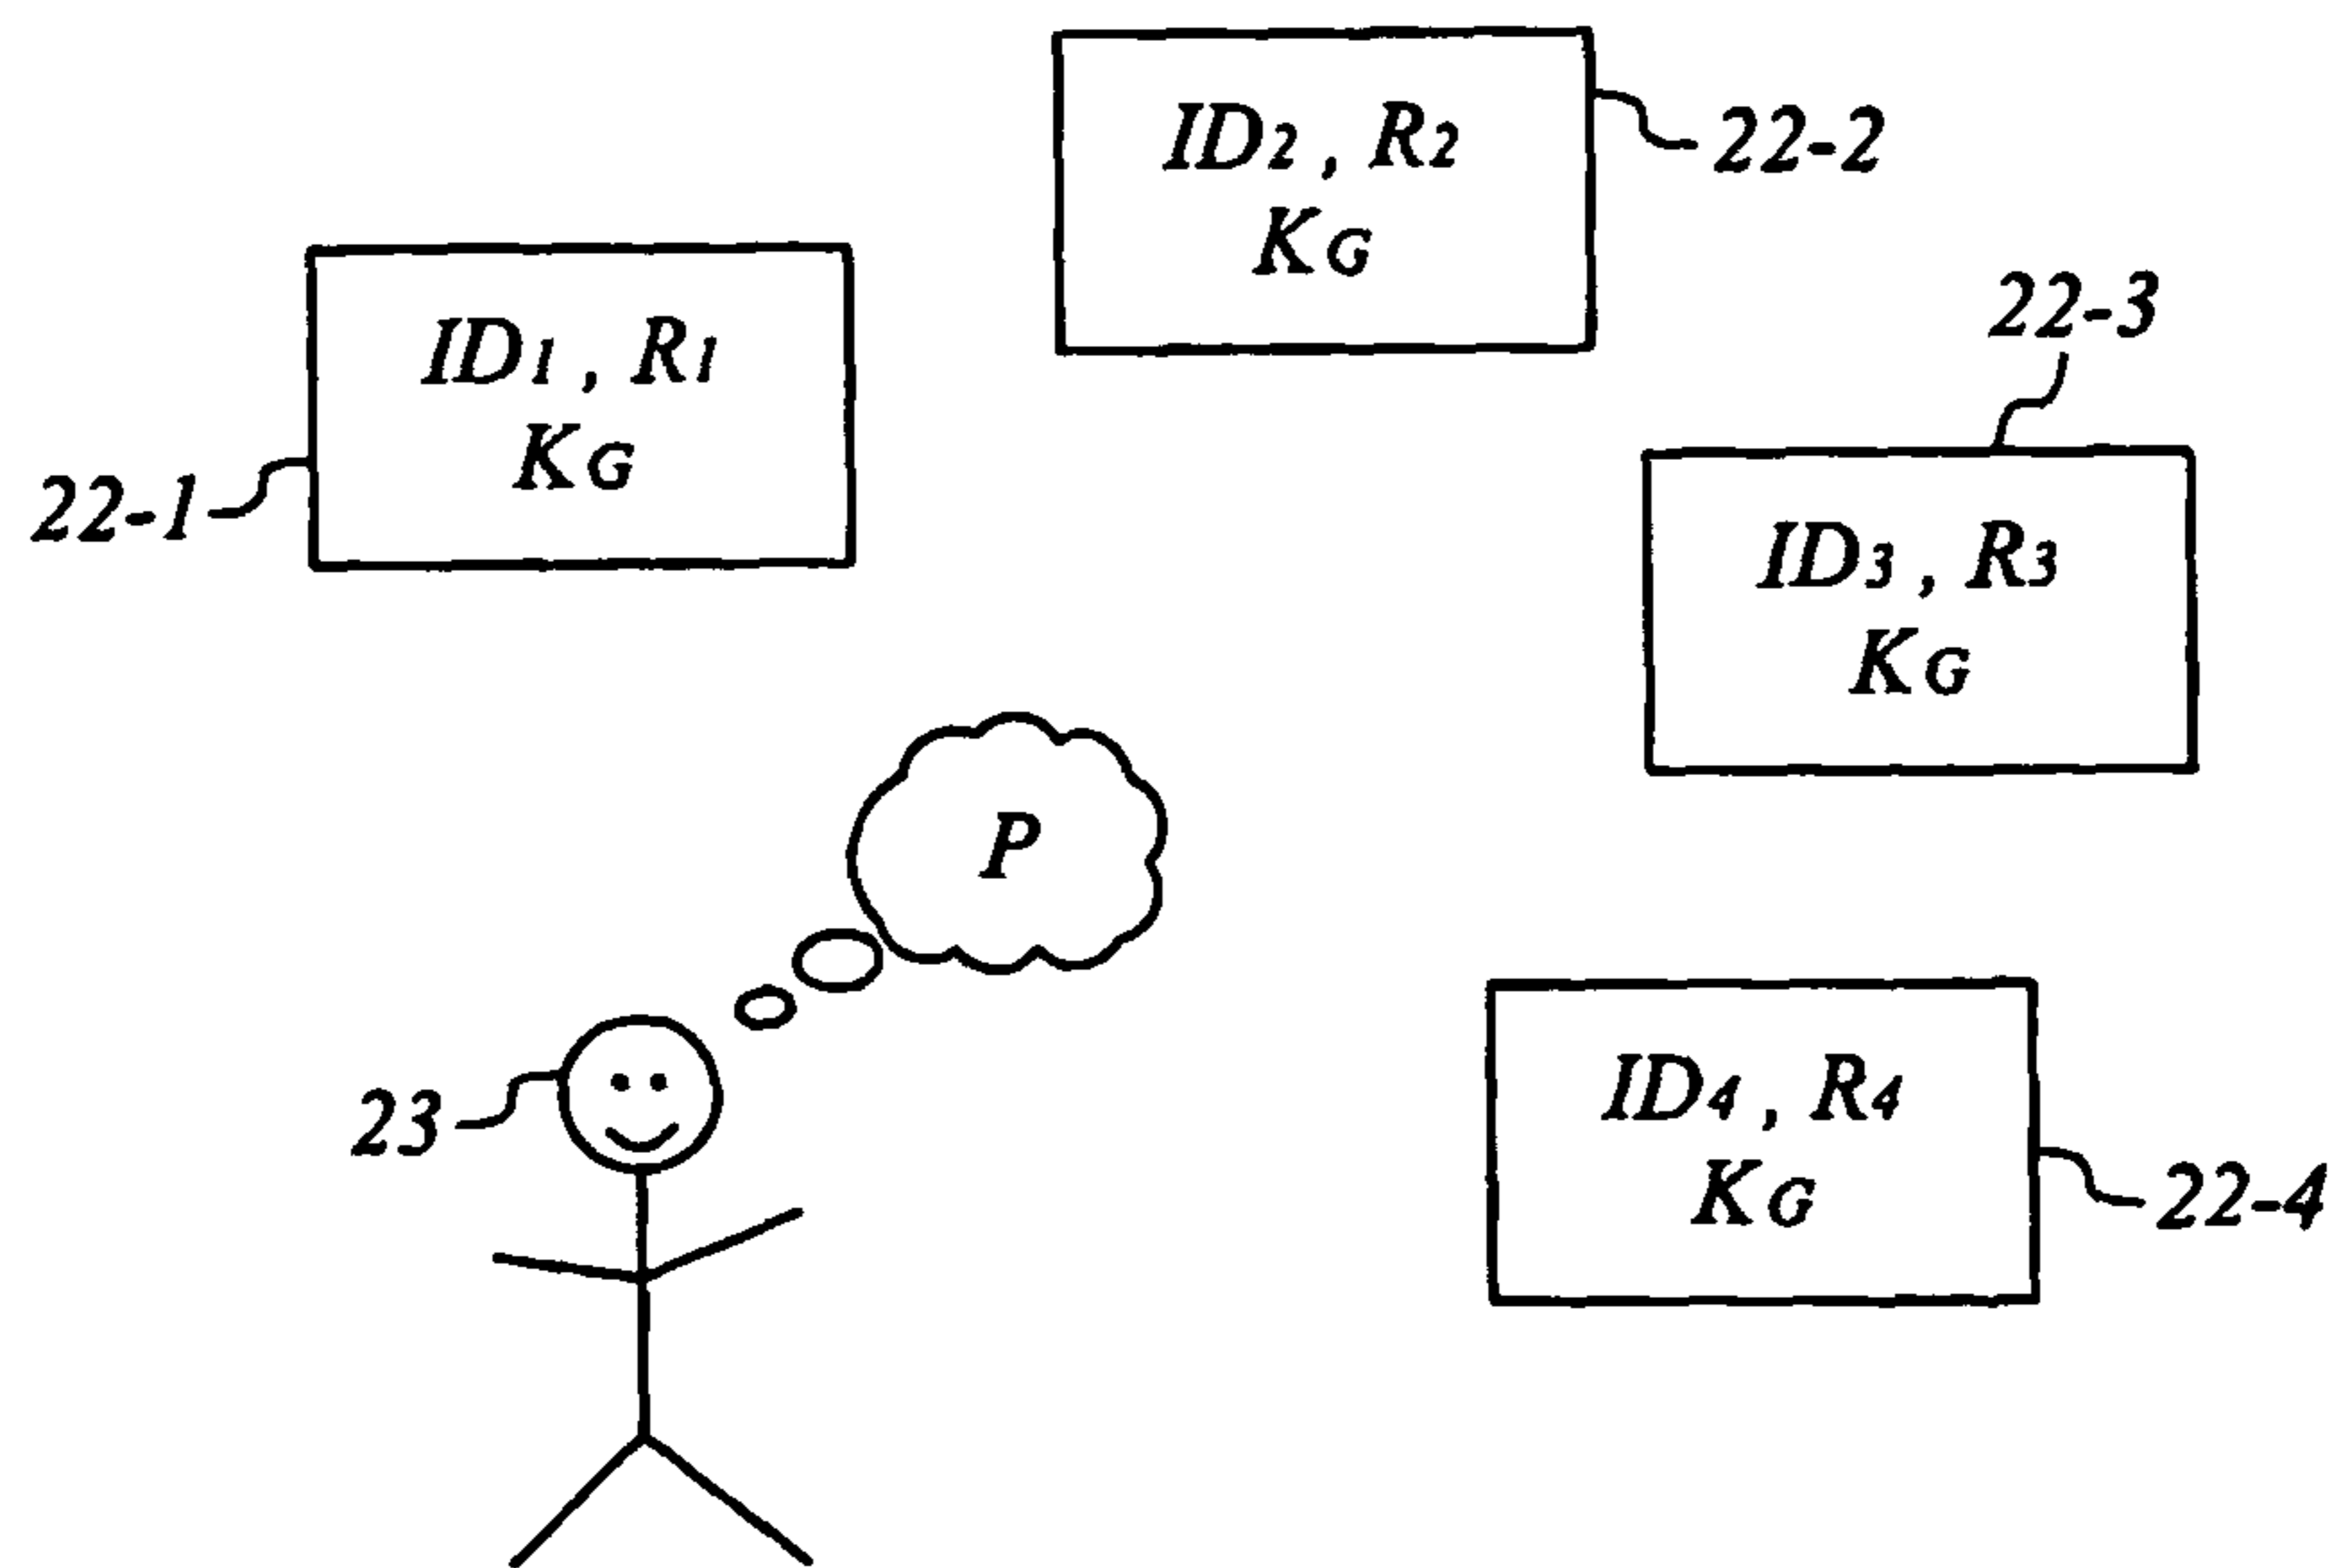 ID2 , R2
KG
22-2
ID1 , R1
KG
22-1
22-3
ID3 , R3
KG
P
23
ID4 , R4
KG
22-4